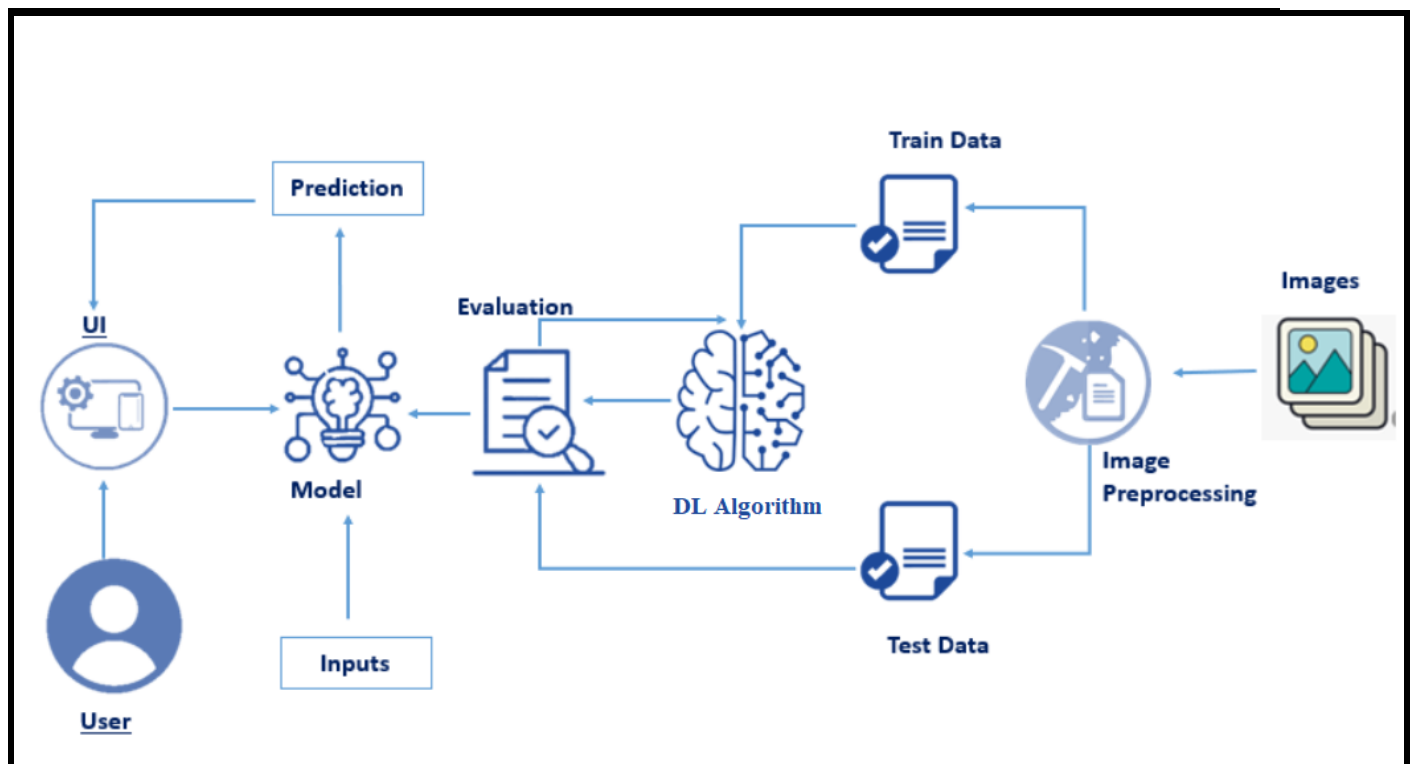 Train Data
Prediction
Images
Evaluation
UI
Image
Preprocessing
Model
DL Algorithm
Test Data
Inputs
User